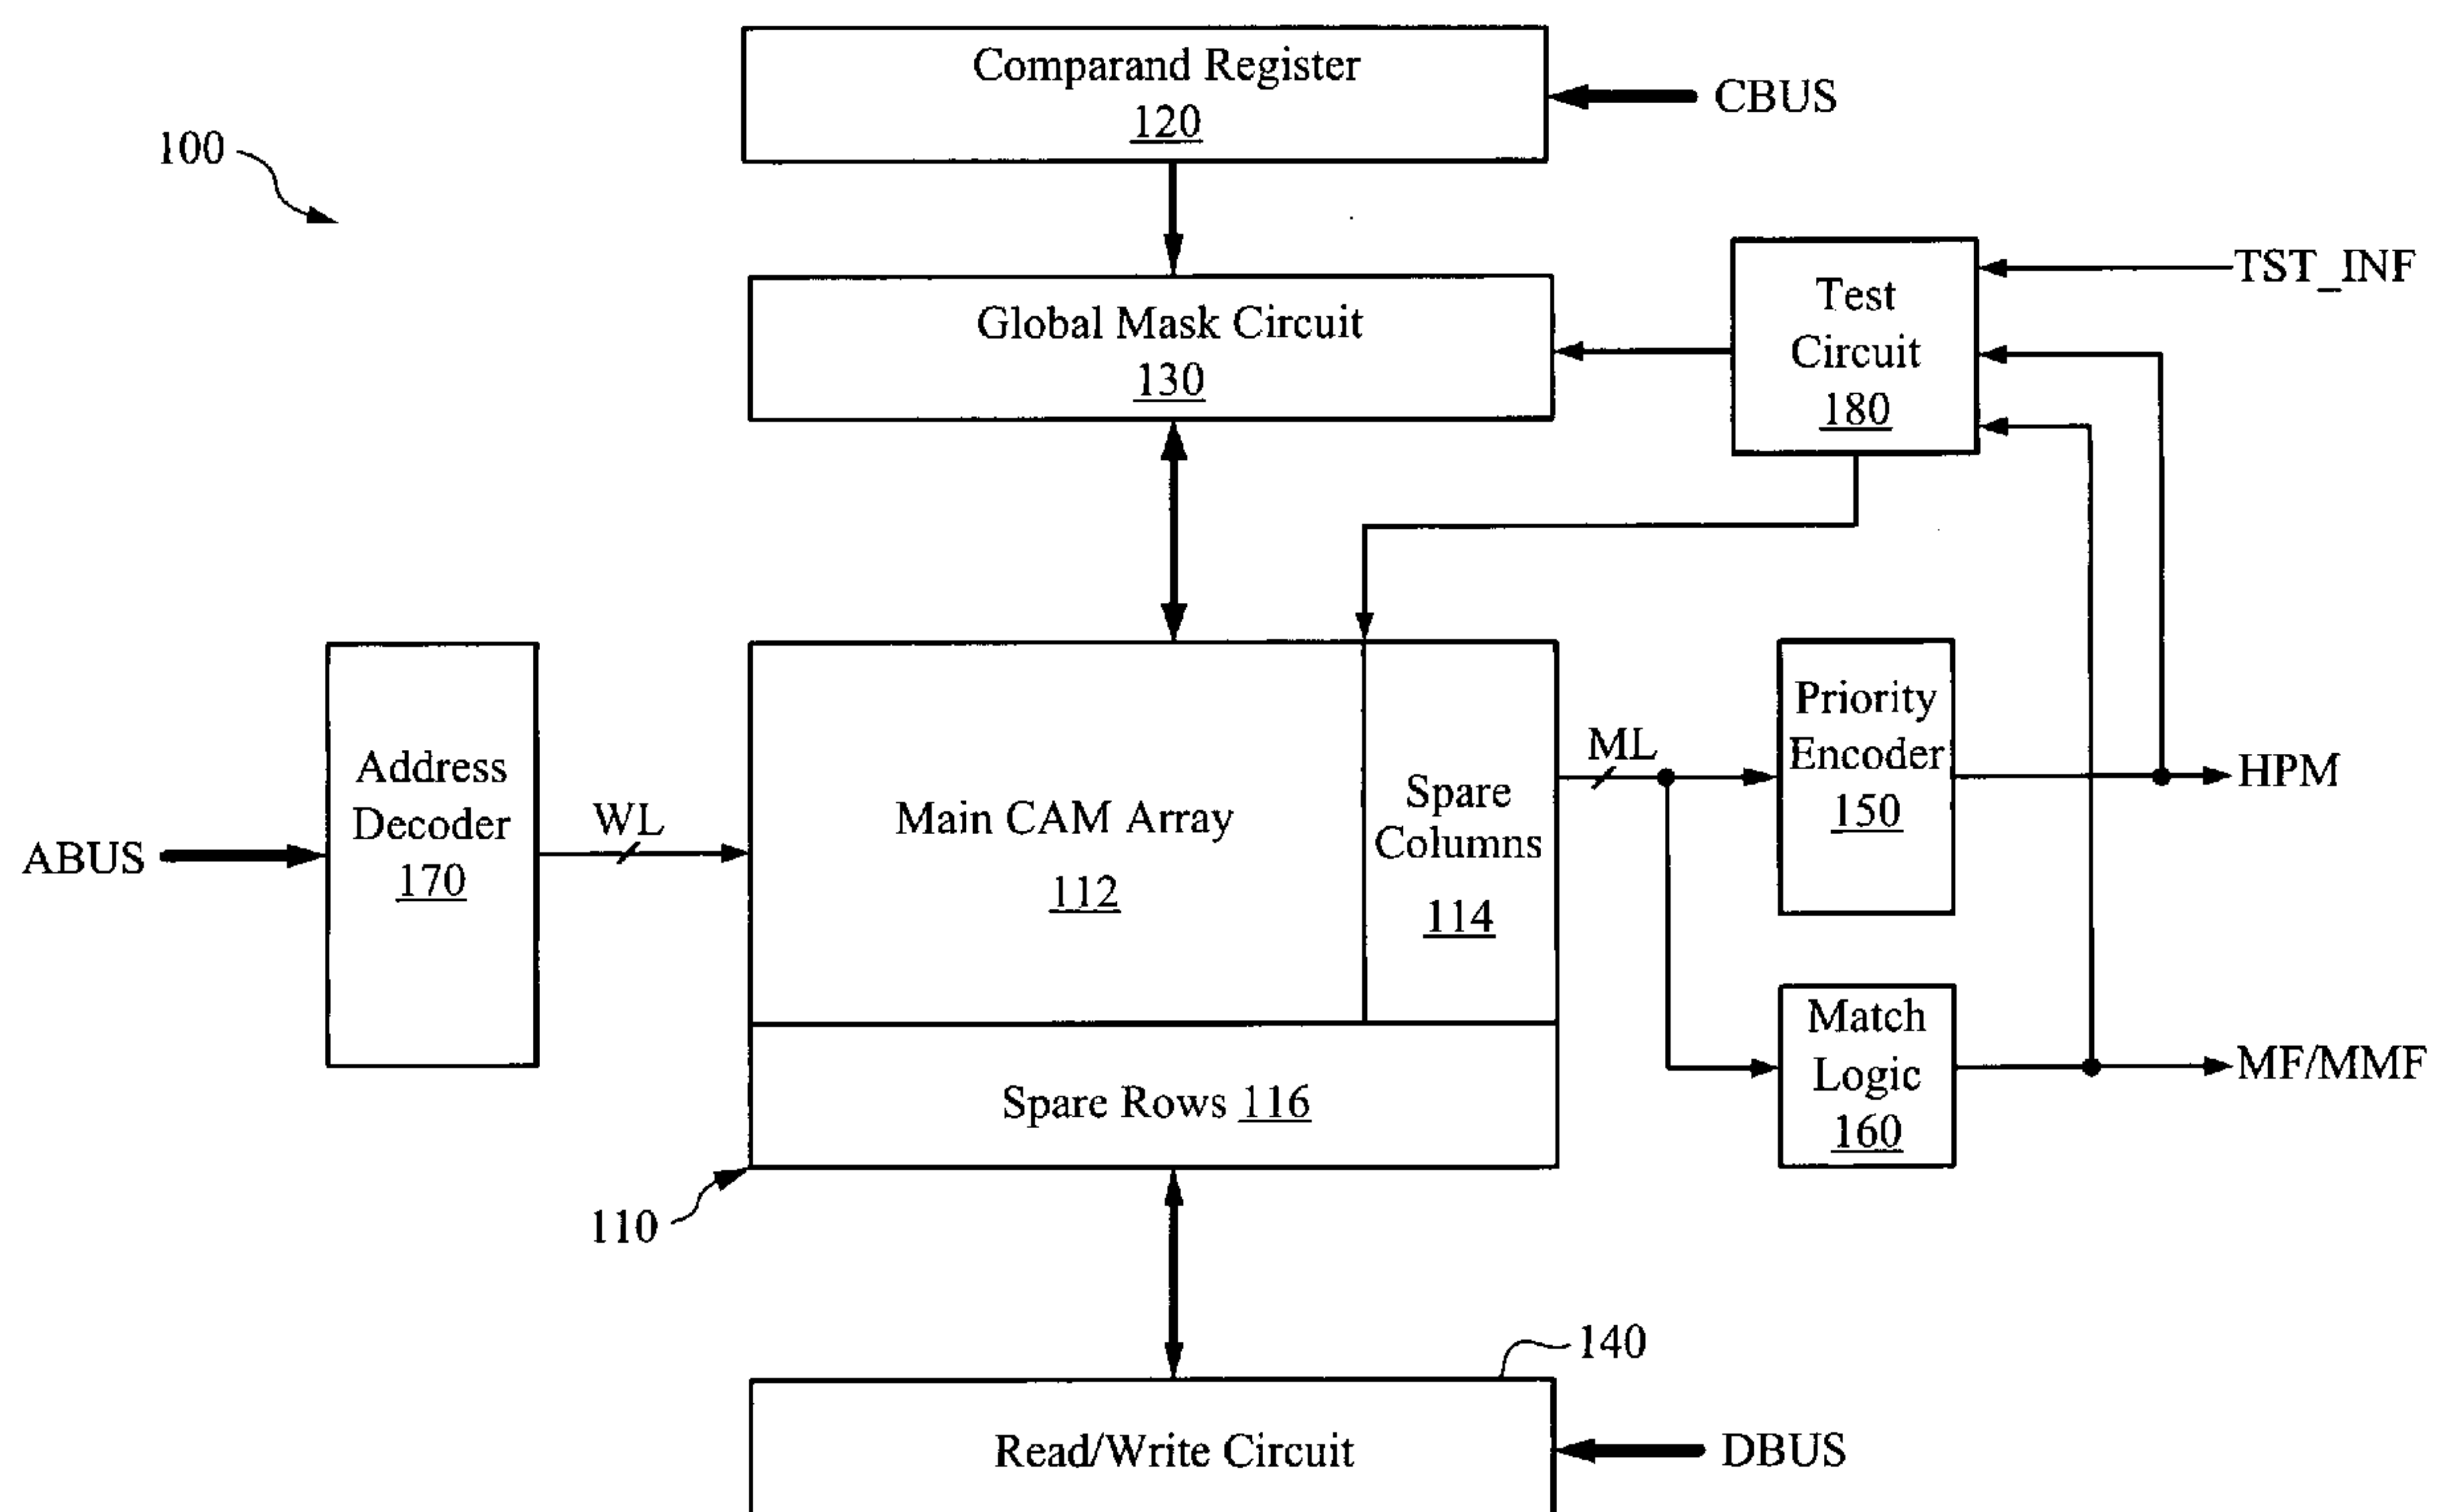 Comparand Register
120
CBUS
100
Global Mask Circuit
130
Test
Circuit
180
TST_INF
Address
Decoder
170
ABUS
WL
Main CAM Array
112
Spare
Columns
114
ML
Priority
Encoder
150
HPM
Match
Logic
160
MF/MMF
Spare Rows 116
110
140
Read/Write Circuit
DBUS